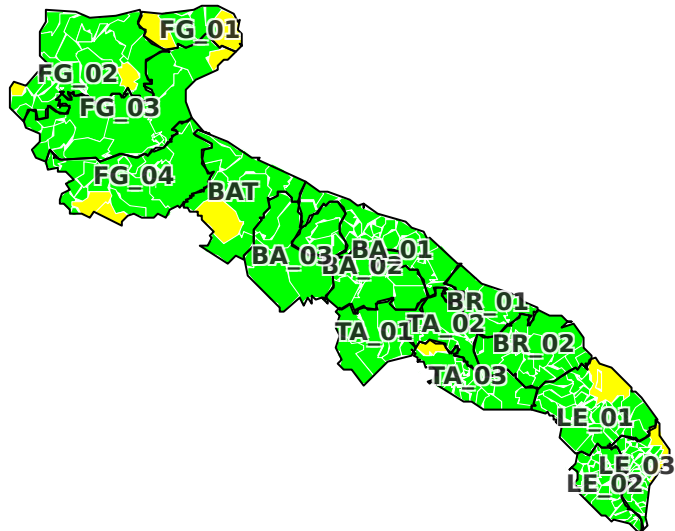 FG_01
FG_02
FG_03
FG_04
BAT
BA_01
BA_02
BA_03
BR_01
TA_02
TA_01
BR_02
TA_03
LE_01
LE_03
LE_02